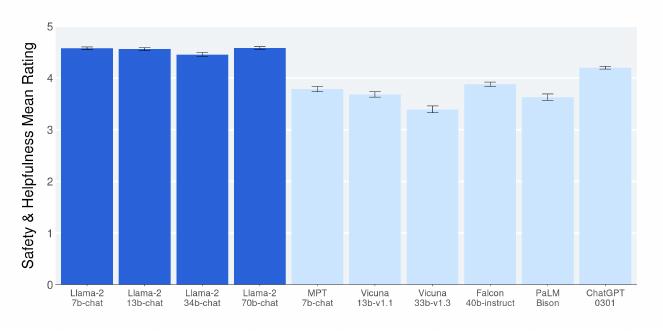 Safety & Helpfulness Mean Rating
5
4
3
2
1
0
Llama-2
7b-chat
Llama-2
13b-chat
Llama-2
34b-chat
Llama-2
70b-chat
MPT
7b-chat
Vicuna
13b-v1.1
Vicuna
33b-v1.3
Falcon
40b-instruct
PaLM
Bison
ChatGPT
0301